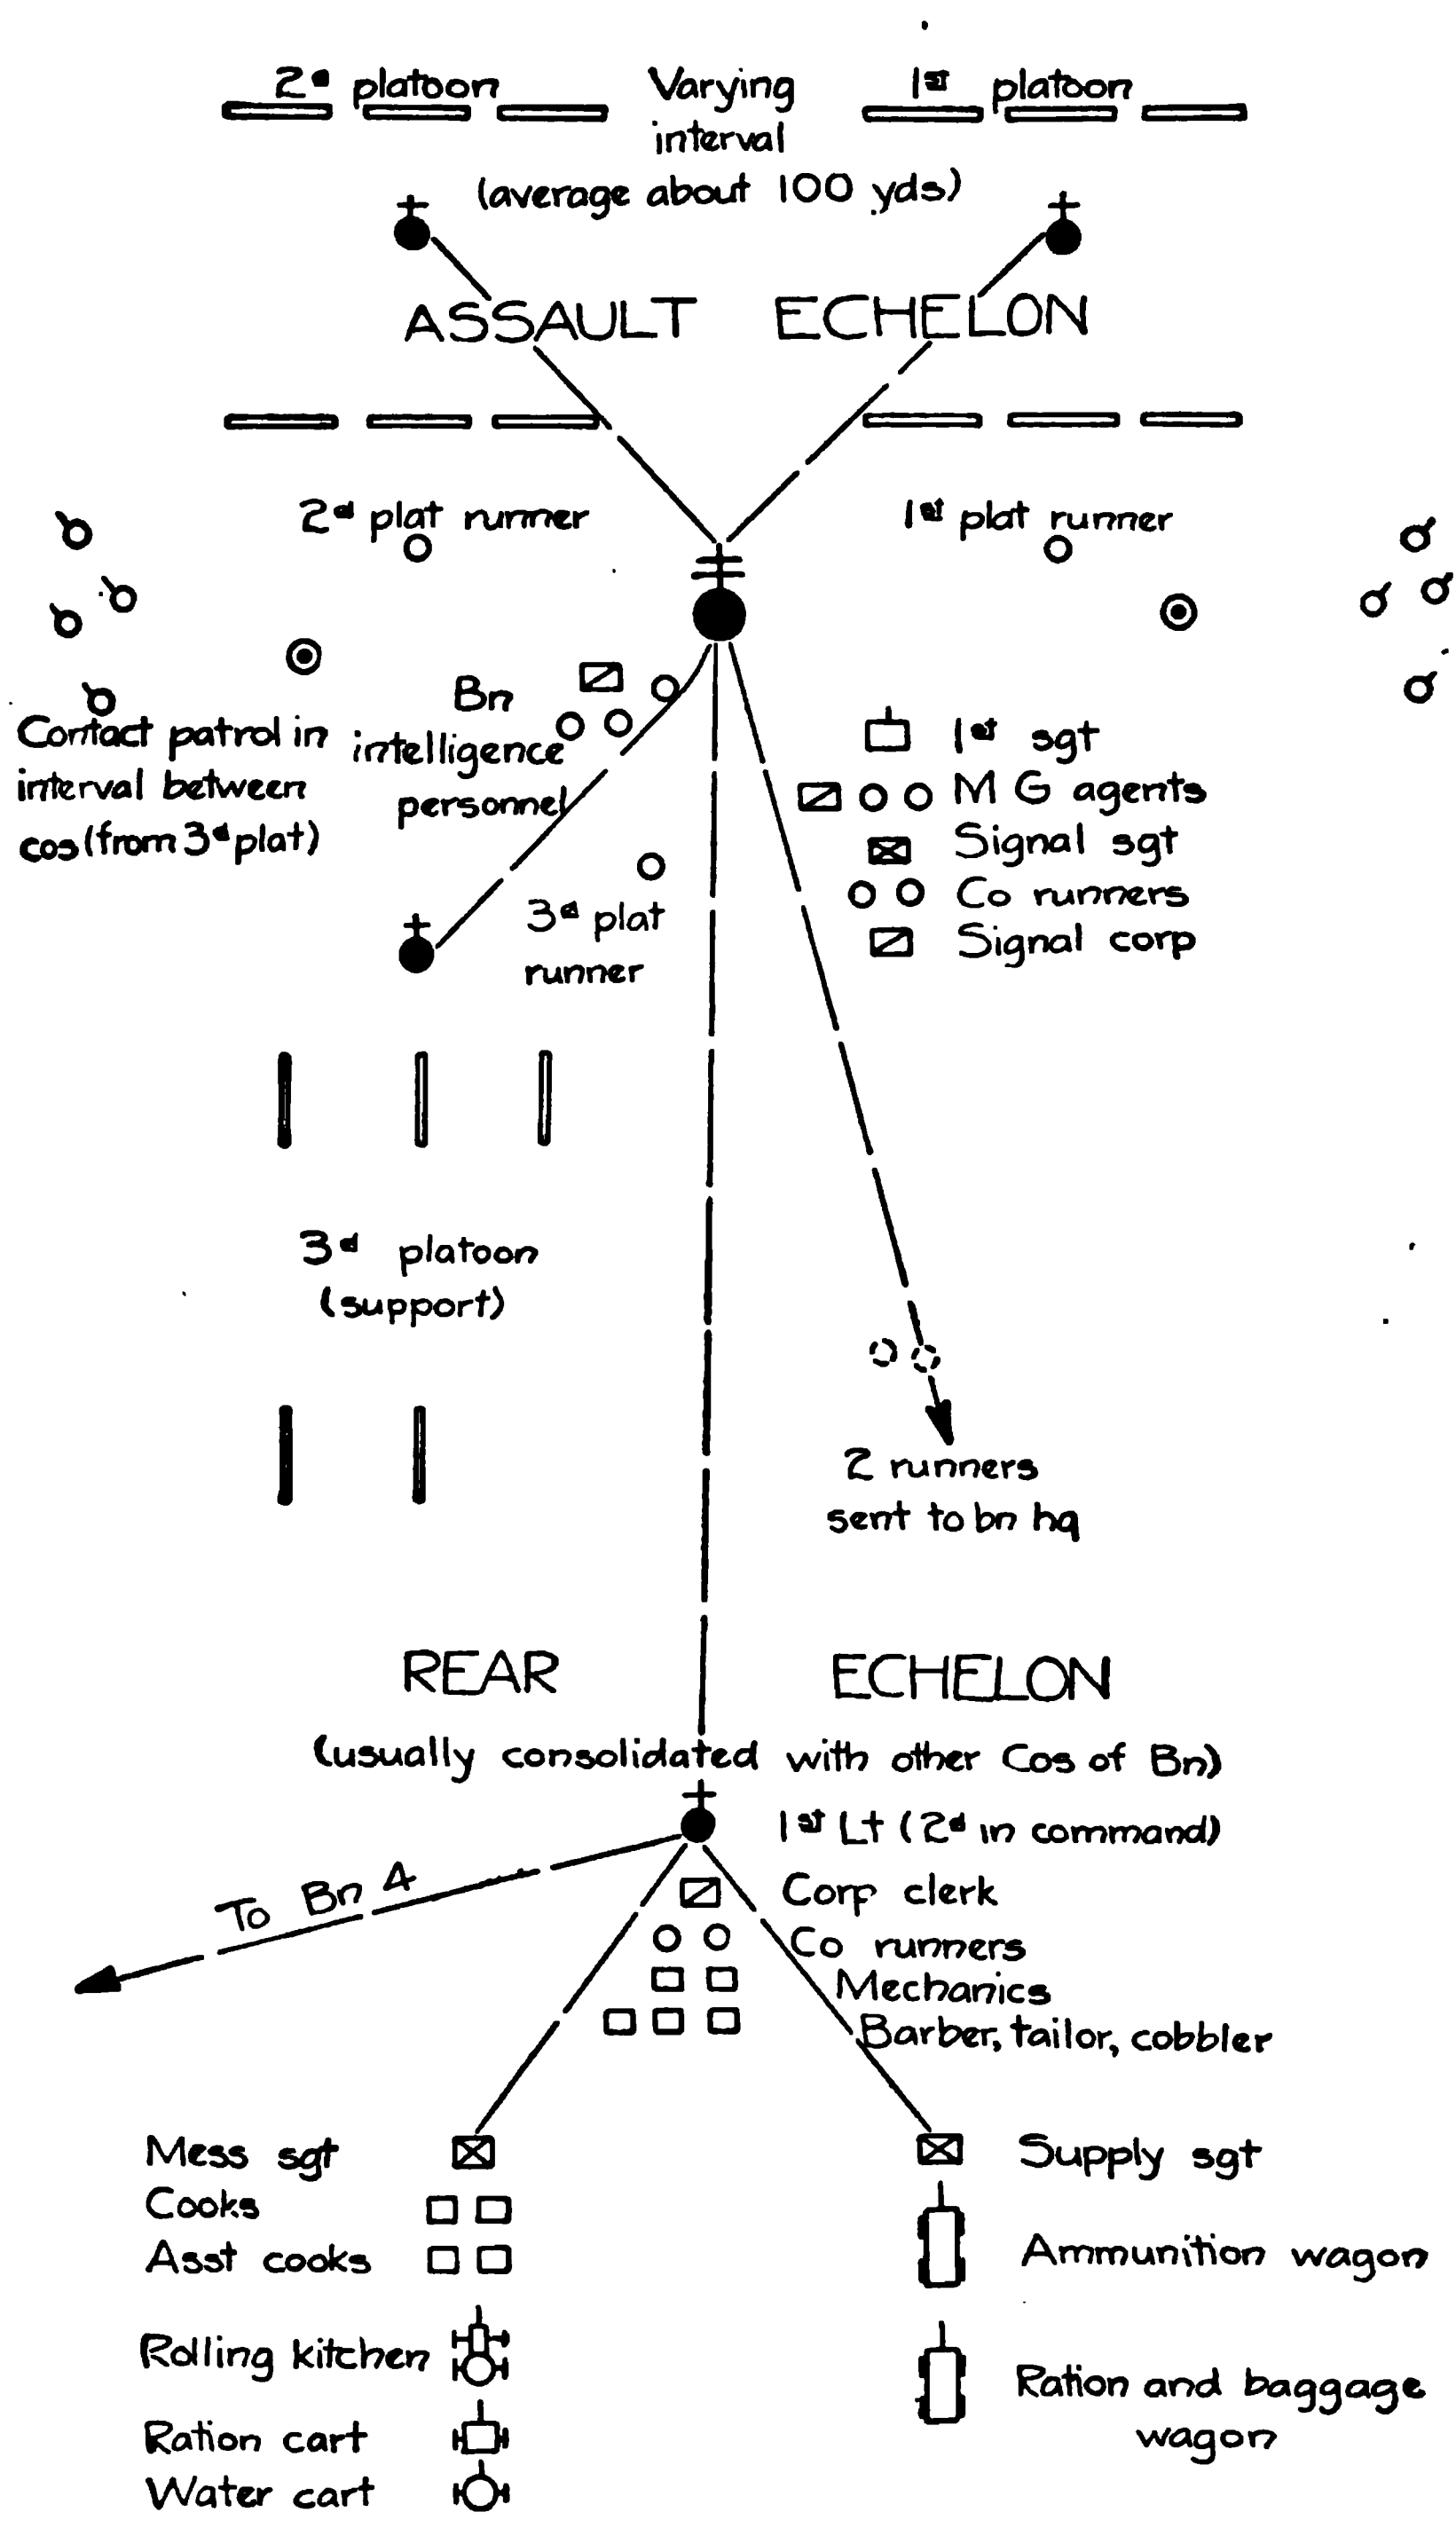 2d platoon
Varying
interval
(average about 100 yds)
1st platoon
ASSAULT ECHELON
2d plat runner
1st plat runner
Contact patrol in
interval between
cos (from 3d plat)
Bn
intelligence
personnel
1st sgt
M G agents
Signal sgt
Co runners
Signal corp
3d plat
runner
3d platoon
(support)
2 runners
sent to bn hq
REAR ECHELON
(usually consolidated with other Cos of Bn)
1st Lt (2d in command)
To Bn 4
Corp clerk
Co runners
Mechanics
Barber, tailor, cobbler
Mess sgt
Cooks
Asst cooks
Rolling kitchen
Ration cart
Water cart
Supply sgt
Ammunition wagon
Ration and baggage
wagon